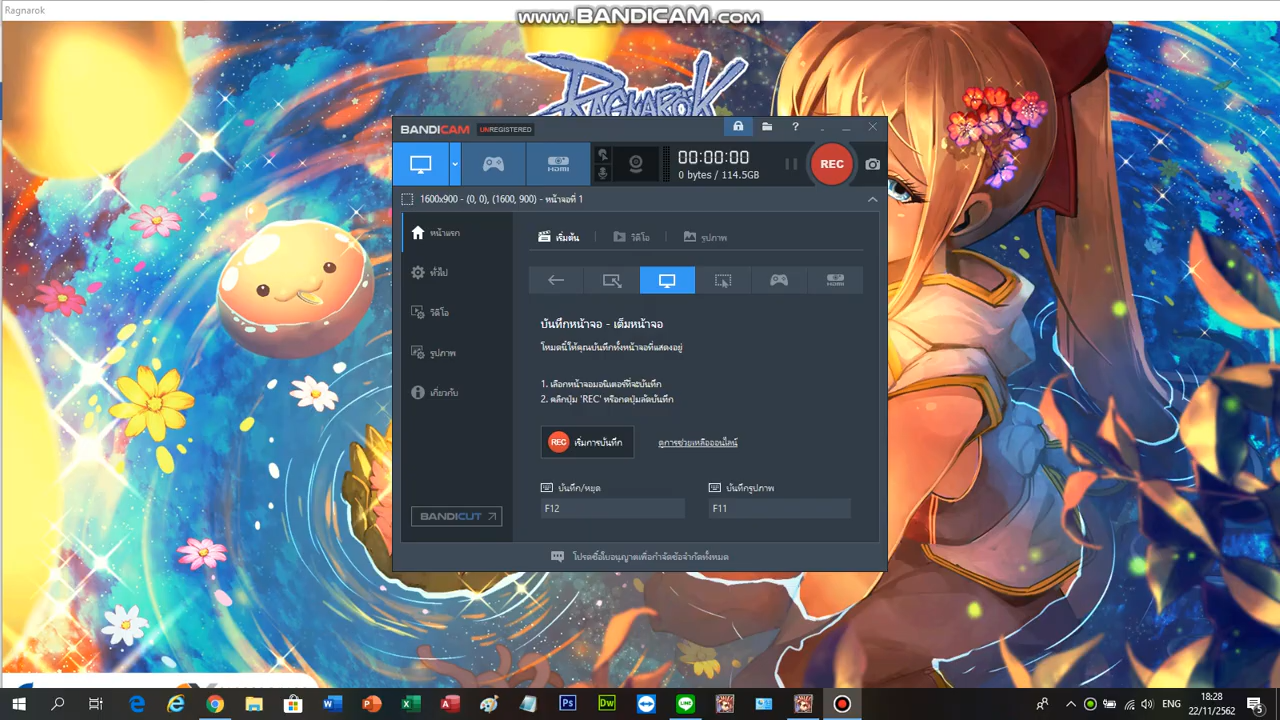 Ragnarok
www.BANDICAM.com
RAGNAROK
BANDICAM UNREGISTERED
?
HDMI
00:00:00
0 bytes / 114.5GB
REC
1600x900 - (0, 0), (1600, 900) - หน้าจอที่ 1
หน้าแรก
ทั่วไป
วิดีโอ
รูปภาพ
เกี่ยวกับ
BANDICUT
เริ่มต้น
วิดีโอ
รูปภาพ
HDMI
บันทึกหน้าจอ - เต็มหน้าจอ
โหมดนี้ให้คุณบันทึกทั้งหน้าจอที่แสดงอยู่
1. เลือกหน้าจอมอนิเตอร์ที่จะบันทึก
2. คลิกปุ่ม 'REC' หรือกดปุ่มลัดบันทึก
REC เริ่มการบันทึก
ดูการช่วยเหลือออนไลน์
บันทึก/หยุด
บันทึกรูปภาพ
F12
F11
โปรดซื้อใบอนุญาตเพื่อกำจัดข้อจำกัดทั้งหมด
Ps
Dw
LINE
ENG
18:28
22/11/2562
5